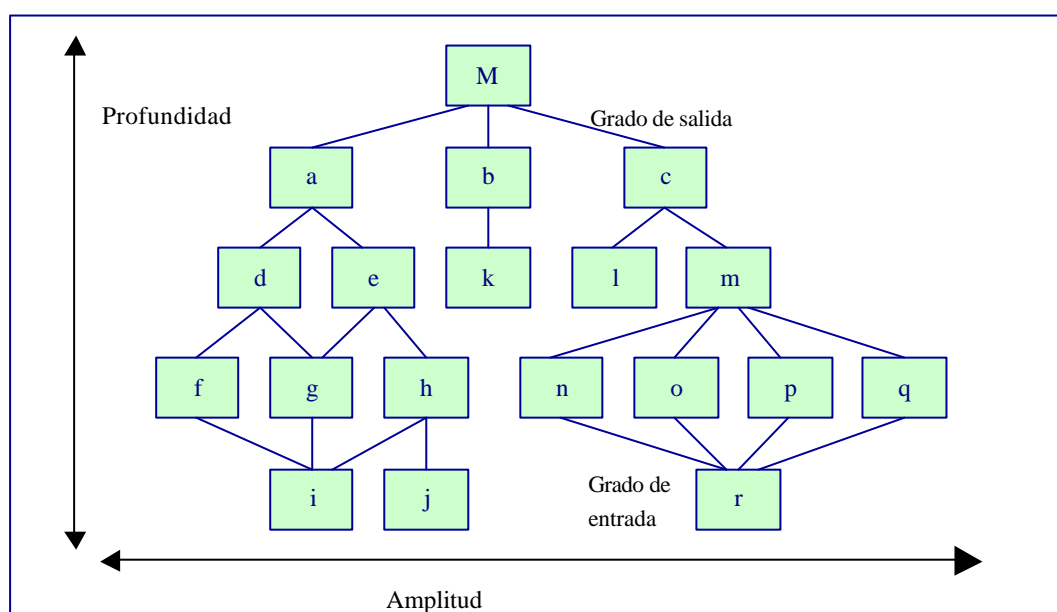 M
Profundidad
Grado de salida
a
b
c
d
e
k
l
m
f
g
h
n
o
p
q
i
j
Grado de
entrada
r
Amplitud